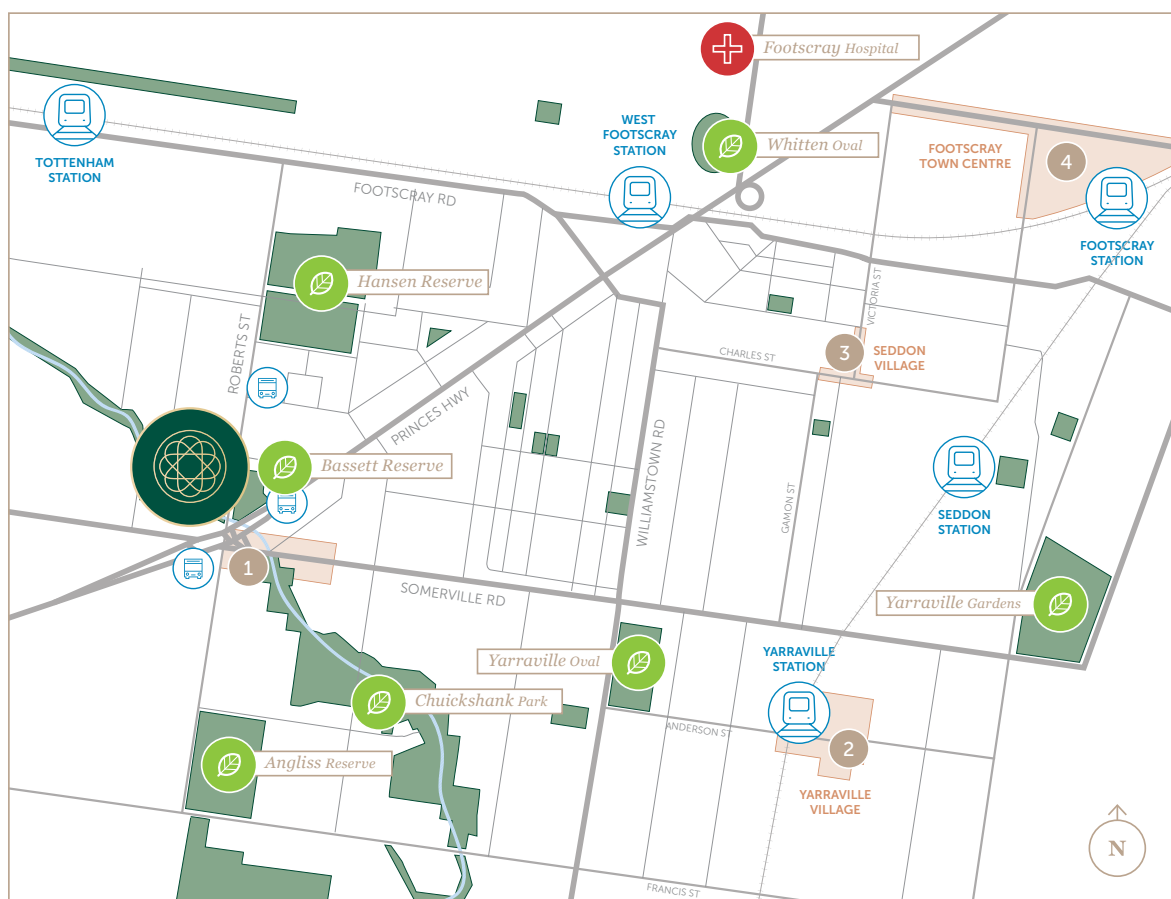 Footscray Hospital
WEST
FOOTSCRAY
STATION
Whitten Oval
FOOTSCRAY
TOWN CENTRE
4
TOTTENHAM
STATION
FOOTSCRAY RD
FOOTSCRAY
STATION
Hansen Reserve
VICTORIA ST
ROBERTS ST
CHARLES ST
3
SEDDON
VILLAGE
PRINCES HWY
Bassett Reserve
WILLIAMSTOWN RD
GAMON ST
SEDDON
STATION
1
SOMERVILLE RD
Yarraville Gardens
Yarraville Oval
YARRAVILLE
STATION
Chuickshank Park
ANDERSON ST
2
Angliss Reserve
YARRAVILLE
VILLAGE
N
FRANCIS ST